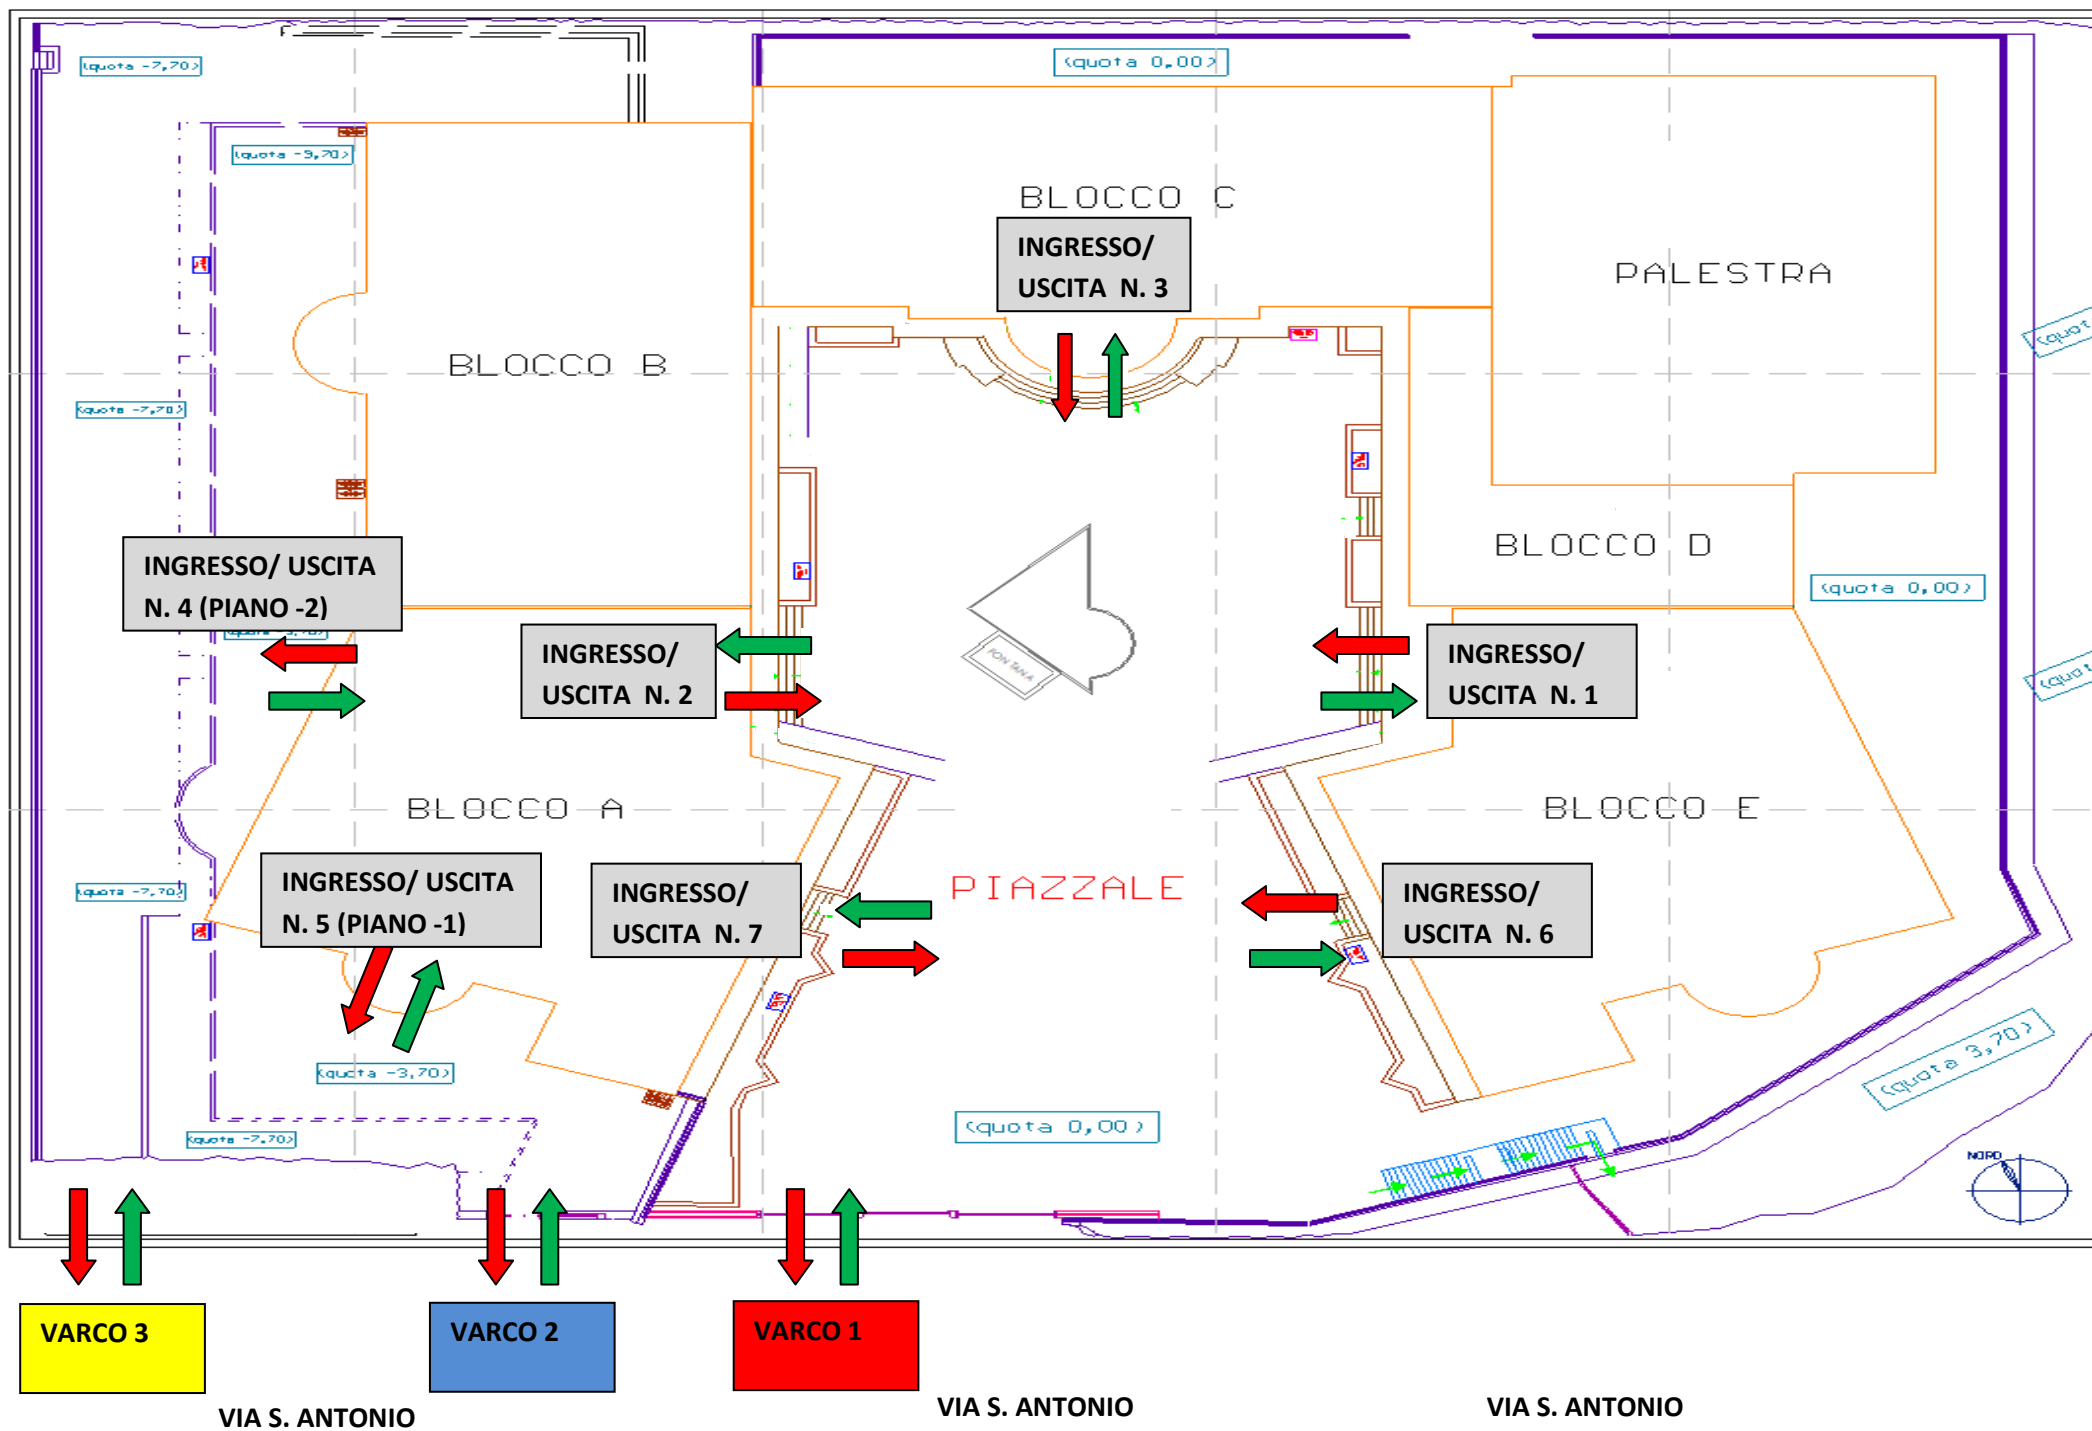 (quota -7,70)
(quota 0,00)
(quota -3,70)
BLOCCO C
INGRESSO/
USCITA N. 3
PALESTRA
BLOCCO B
(quota -7,70)
INGRESSO/ USCITA
N. 4 (PIANO -2)
BLOCCO D
(quota 0,00)
INGRESSO/
USCITA N. 2
FONTANA
INGRESSO/
USCITA N. 1
BLOCCO A
BLOCCO E
INGRESSO/ USCITA
N. 5 (PIANO -1)
(quota -7,70)
INGRESSO/
USCITA N. 7
PIAZZALE
INGRESSO/
USCITA N. 6
(quota -3,70)
(quota 3,70)
(quota 0,00)
(quota -7,70)
NORD
VARCO 3
VARCO 2
VARCO 1
VIA S. ANTONIO
VIA S. ANTONIO
VIA S. ANTONIO